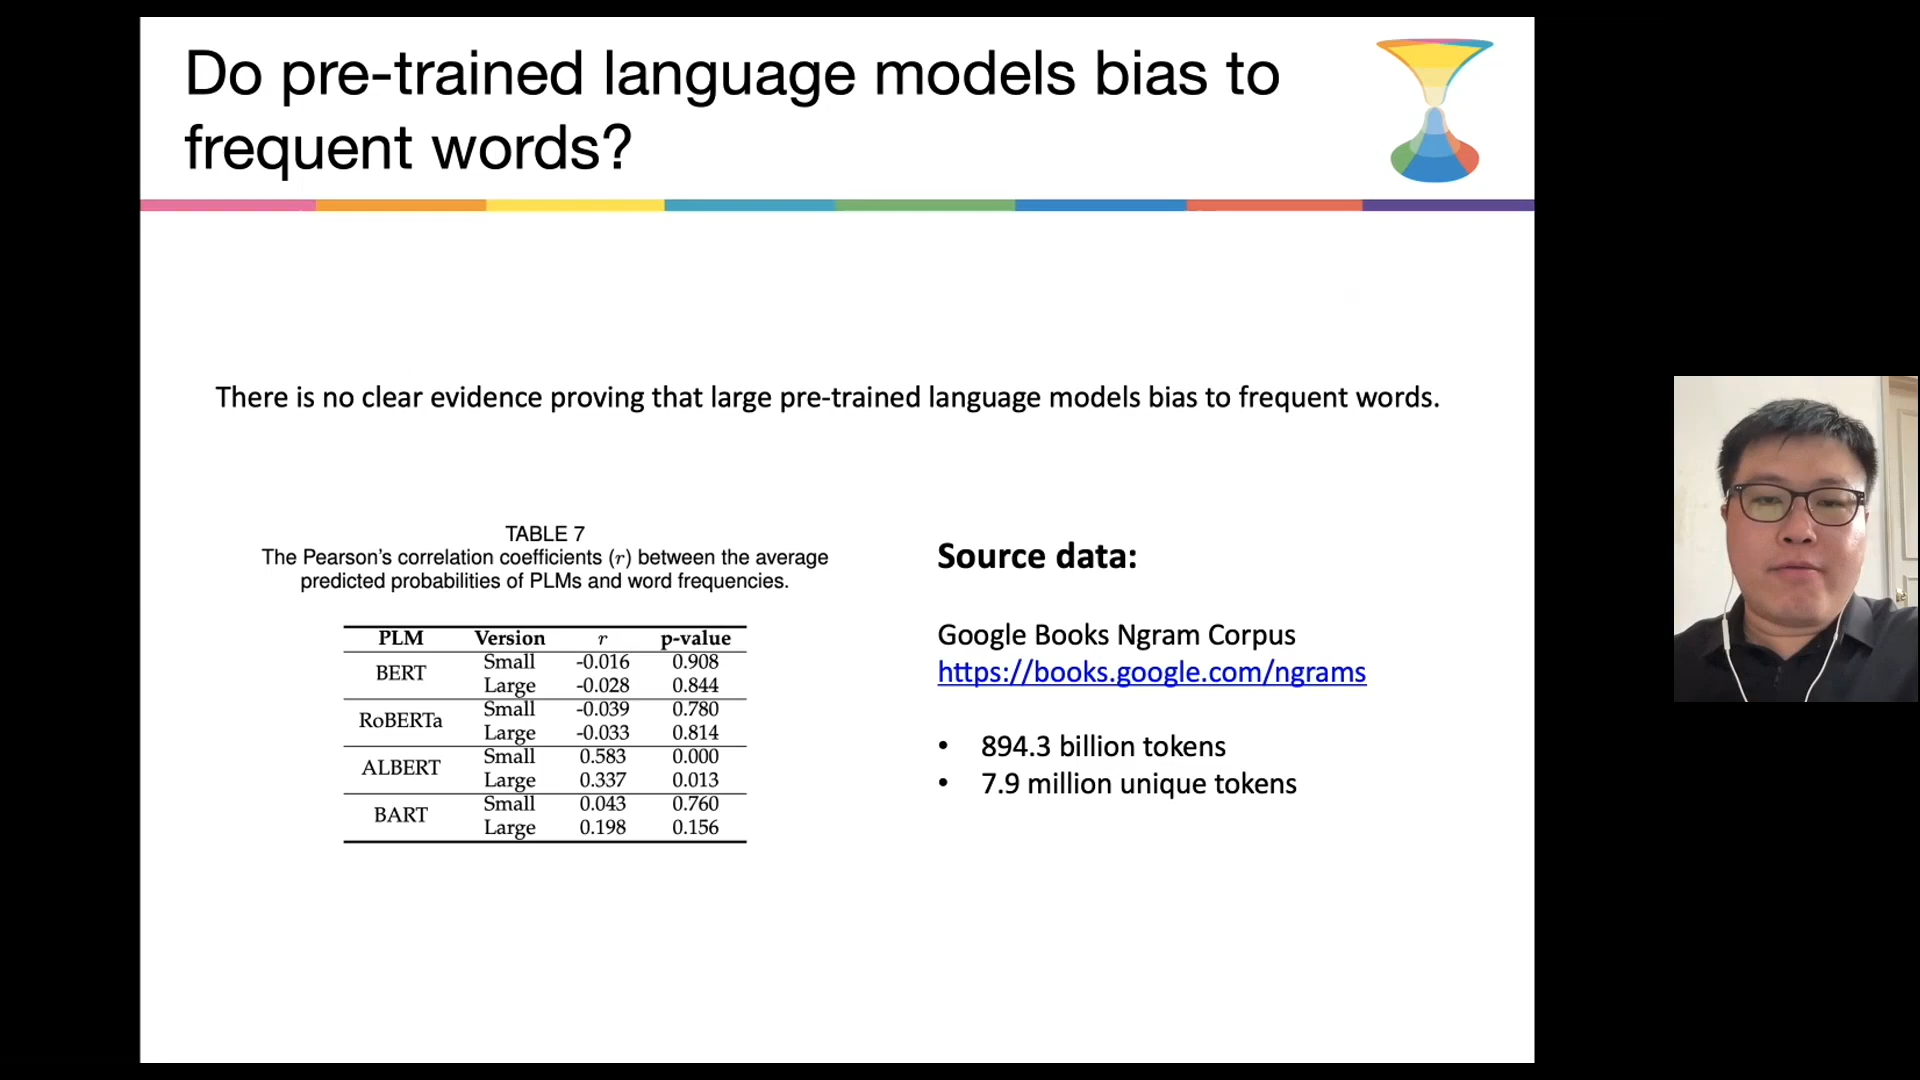 Do pre-trained language models bias to
frequent words?
There is no clear evidence proving that large pre-trained language models bias to frequent words.
TABLE 7
The Pearson's correlation coefficients (r) between the average
predicted probabilities of PLMs and word frequencies.
PLM Version r p-value
BERT Small -0.016 0.908
Large -0.028 0.844
RoBERTa Small -0.039 0.780
Large -0.033 0.814
ALBERT Small 0.583 0.000
Large 0.337 0.013
BART Small 0.043 0.760
Large 0.198 0.156
Source data:
Google Books Ngram Corpus
https://books.google.com/ngrams
• 894.3 billion tokens
• 7.9 million unique tokens